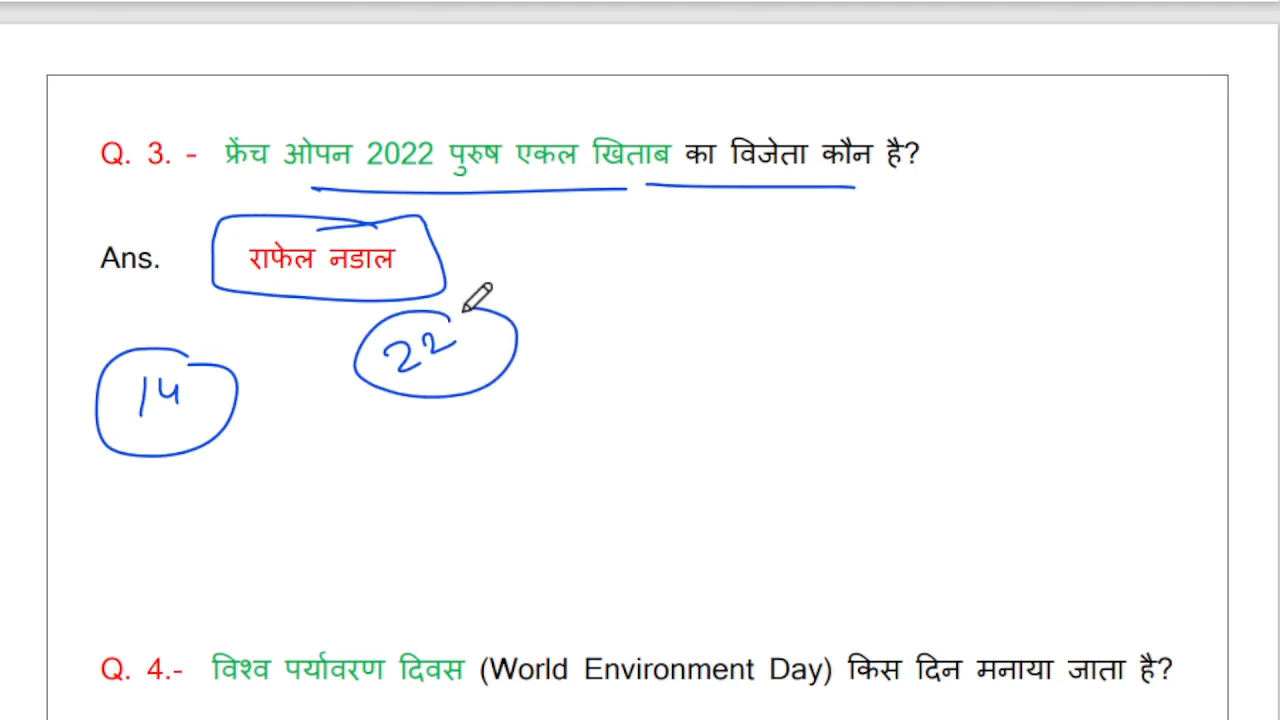 Q. 3. - फ्रेंच ओपन 2022 पुरुष एकल खिताब का विजेता कौन है?
Ans. राफेल नडाल
22
14
Q. 4.- विश्व पर्यावरण दिवस (World Environment Day) किस दिन मनाया जाता है?